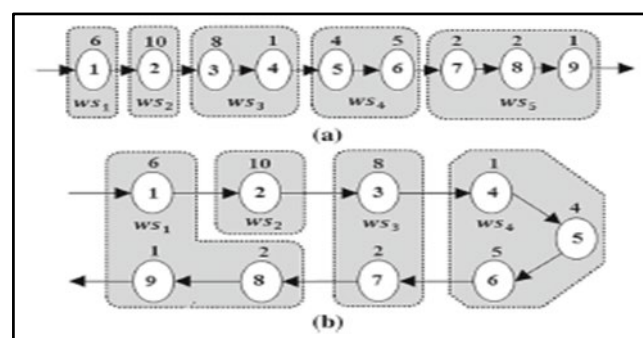 6 10 8 1 4 5 2 2 1
1 2 3 4 5 6 7 8 9
ws₁ ws₂ ws₃ ws₄ ws₅
(a)
6 10 8 1
1 2 3 4
ws₁ ws₂ ws₃ ws₄
4
5
1 2 2 5
9 8 7 6
(b)